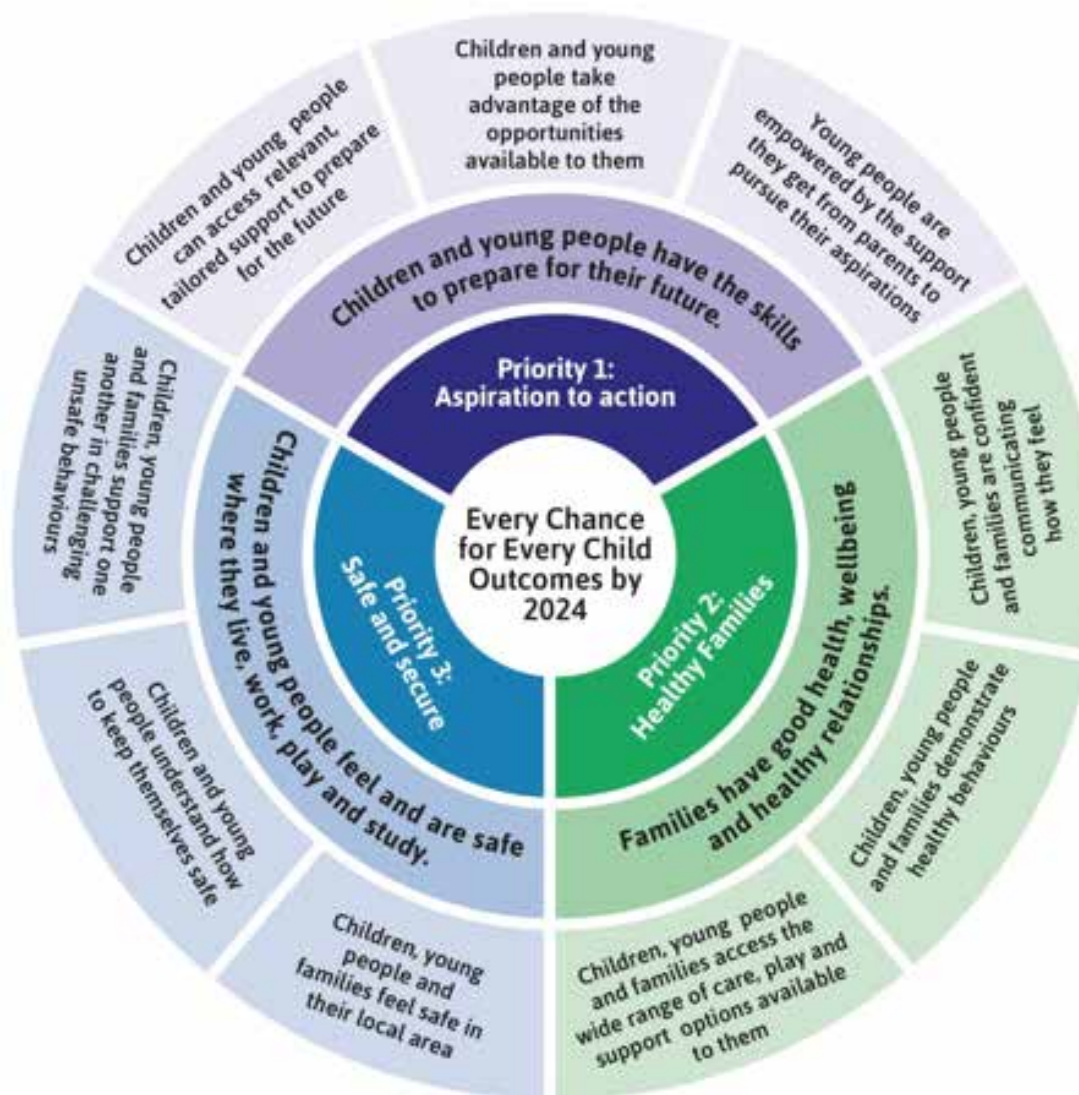 Every Chance
for Every Child
Outcomes by
2024
Priority 1:
Aspiration to action
Children and young people have the skills
to prepare for their future.
Children and young people
can access relevant,
tailored support to prepare
for the future
Children and young
people take
advantage of the
opportunities
available to them
Young people are
empowered by the support
they get from parents to
pursue their aspirations
Priority 2:
Healthy Families
Families have good health, wellbeing
and healthy relationships.
Children, young people
and families are confident
communicating
how they feel
Children, young people
and families demonstrate
healthy behaviours
Children, young people
and families access the
wide range of care, play and
support options available
to them
Priority 3:
Safe and secure
Children and young people feel and are safe
where they live, work, play and study.
Children, young
people and
families feel safe in
their local area
Children and young
people understand how
to keep themselves safe
Children, young people
and families support one
another in challenging
unsafe behaviours